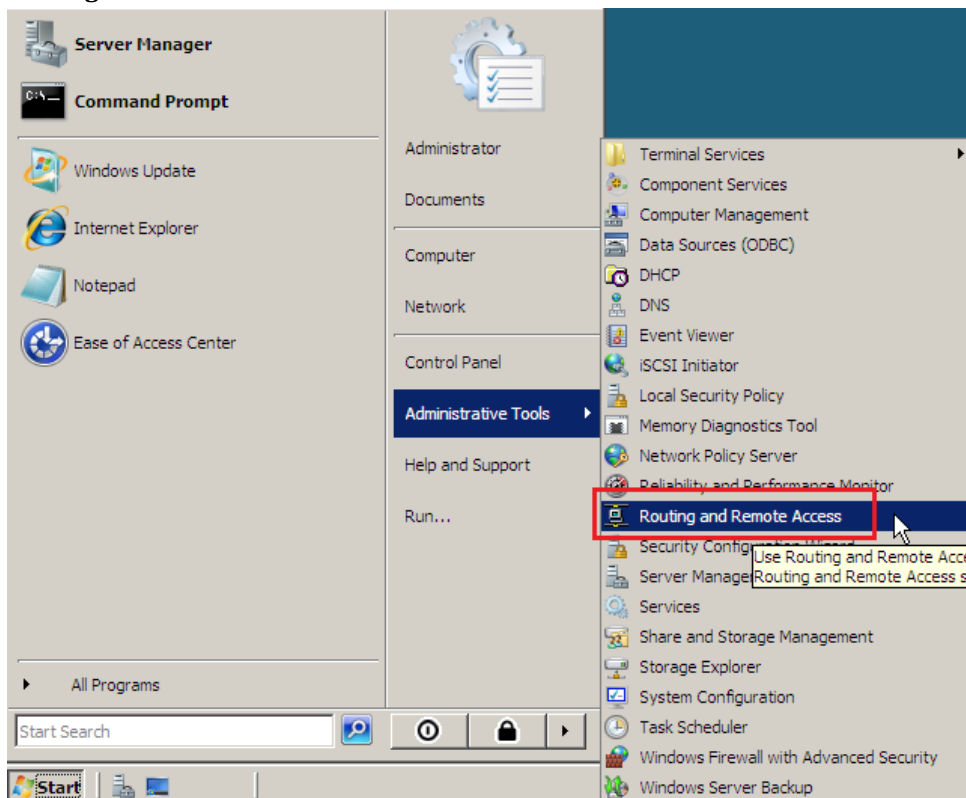 Server Manager
C:\
Command Prompt
Windows Update
Internet Explorer
Notepad
Ease of Access Center
All Programs
Start Search
Start
Administrator
Documents
Computer
Network
Control Panel
Administrative Tools
Help and Support
Run...
Terminal Services
Component Services
Computer Management
Data Sources (ODBC)
DHCP
DNS
Event Viewer
iSCSI Initiator
Local Security Policy
Memory Diagnostics Tool
Network Policy Server
Reliability and Performance Monitor
Routing and Remote Access
Security Configuration Wizard
Use Routing and Remote Acce
Server Manage
Routing and Remote Access s
Services
Share and Storage Management
Storage Explorer
System Configuration
Task Scheduler
Windows Firewall with Advanced Security
Windows Server Backup